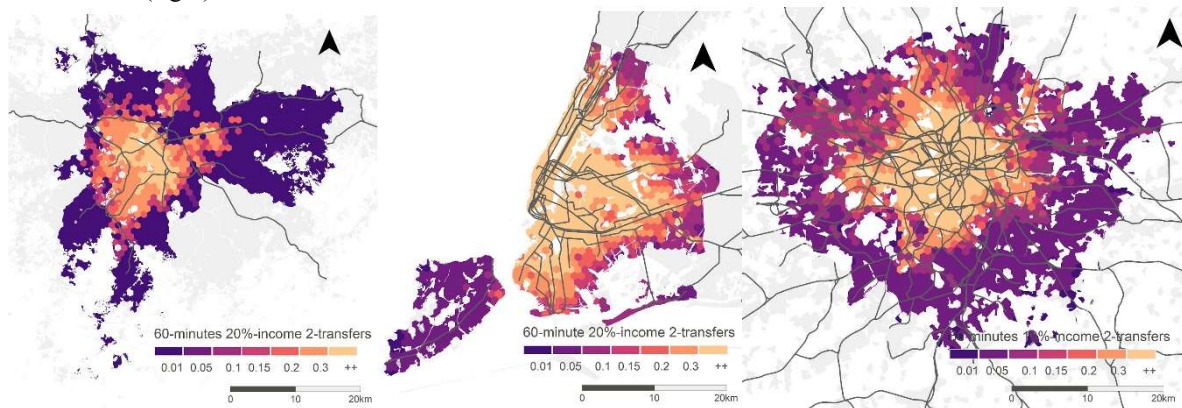 (right)
60-minutes 20%-income 2-transfers
0.01 0.05 0.1 0.15 0.2 0.3 ++
0 10 20km
60-minute 20%-income 2-transfers
0.01 0.05 0.1 0.15 0.2 0.3 ++
0 10 20km
2-transfers
0.01 0.05 0.1 0.15 0.2 0.3 ++
0 10 20km